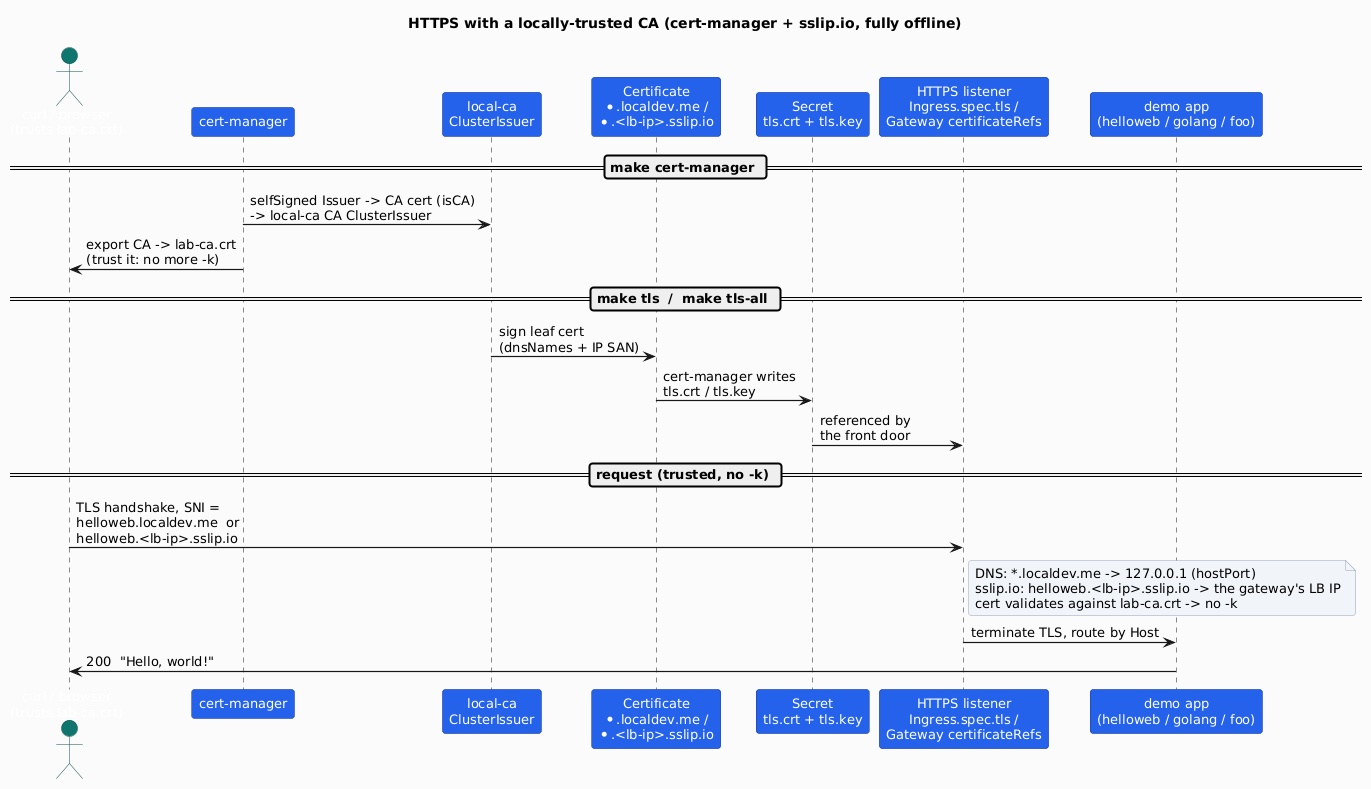 HTTPS with a locally-trusted CA (cert-manager + sslip.io, fully offline)
cert-manager
local-ca
ClusterIssuer
Certificate
• .localdev.me /
• .<lb-ip>.sslip.io
Secret
tls.crt + tls.key
HTTPS listener
Ingress.spec.tls /
Gateway certificateRefs
demo app
(helloweb / golang / foo)
make cert-manager
selfSigned Issuer -> CA cert (isCA)
-> local-ca CA ClusterIssuer
export CA -> lab-ca.crt
(trust it: no more -k)
make tls / make tls-all
sign leaf cert
(dnsNames + IP SAN)
cert-manager writes
tls.crt / tls.key
referenced by
the front door
request (trusted, no -k)
TLS handshake, SNI =
helloweb.localdev.me or
helloweb.<lb-ip>.sslip.io
DNS: *.localdev.me -> 127.0.0.1 (hostPort)
sslip.io: helloweb.<lb-ip>.sslip.io -> the gateway's LB IP
cert validates against lab-ca.crt -> no -k
terminate TLS, route by Host
200 "Hello, world!"
cert-manager
local-ca
ClusterIssuer
Certificate
• .localdev.me /
• .<lb-ip>.sslip.io
Secret
tls.crt + tls.key
HTTPS listener
Ingress.spec.tls /
Gateway certificateRefs
demo app
(helloweb / golang / foo)